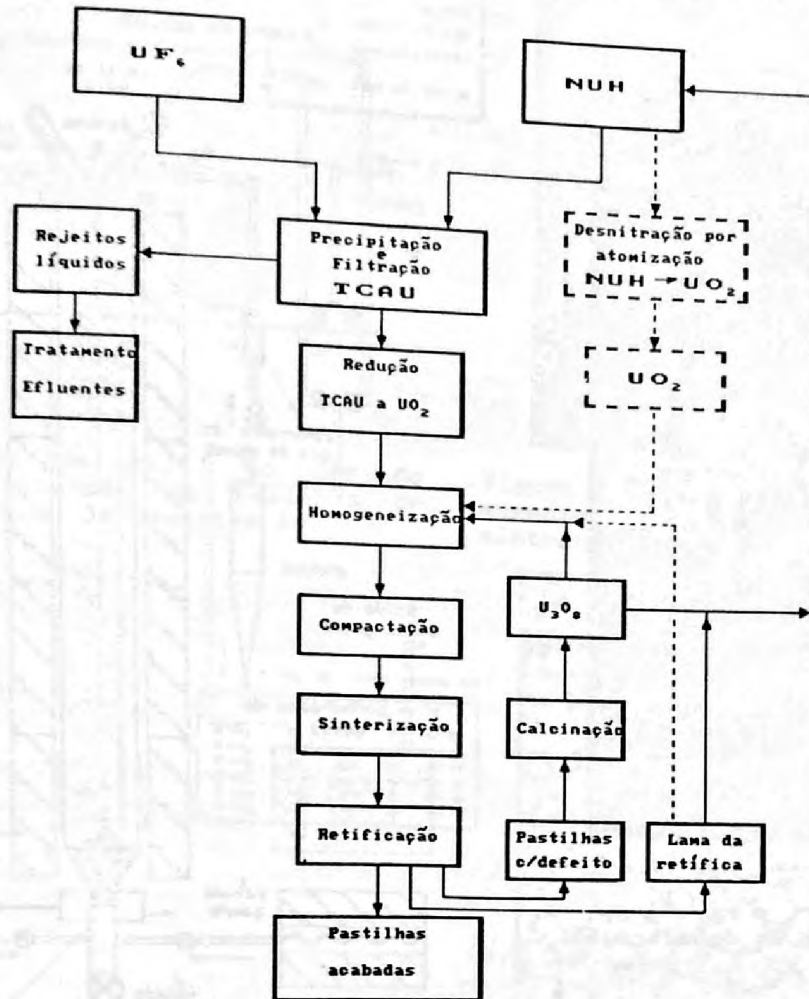 UF₆
NUH
Rejeitos
líquidos
Precipitação
e
Filtração
TCAU
Desnitração por
atomização
NUH → UO₂
Tratamento
Efluentes
Redução
TCAU a UO₂
UO₂
Homogeneização
Compactação
U₃O₈
Sinterização
Calcinação
Retificação
Pastilhas
c/defeito
Lama da
retífica
Pastilhas
acabadas